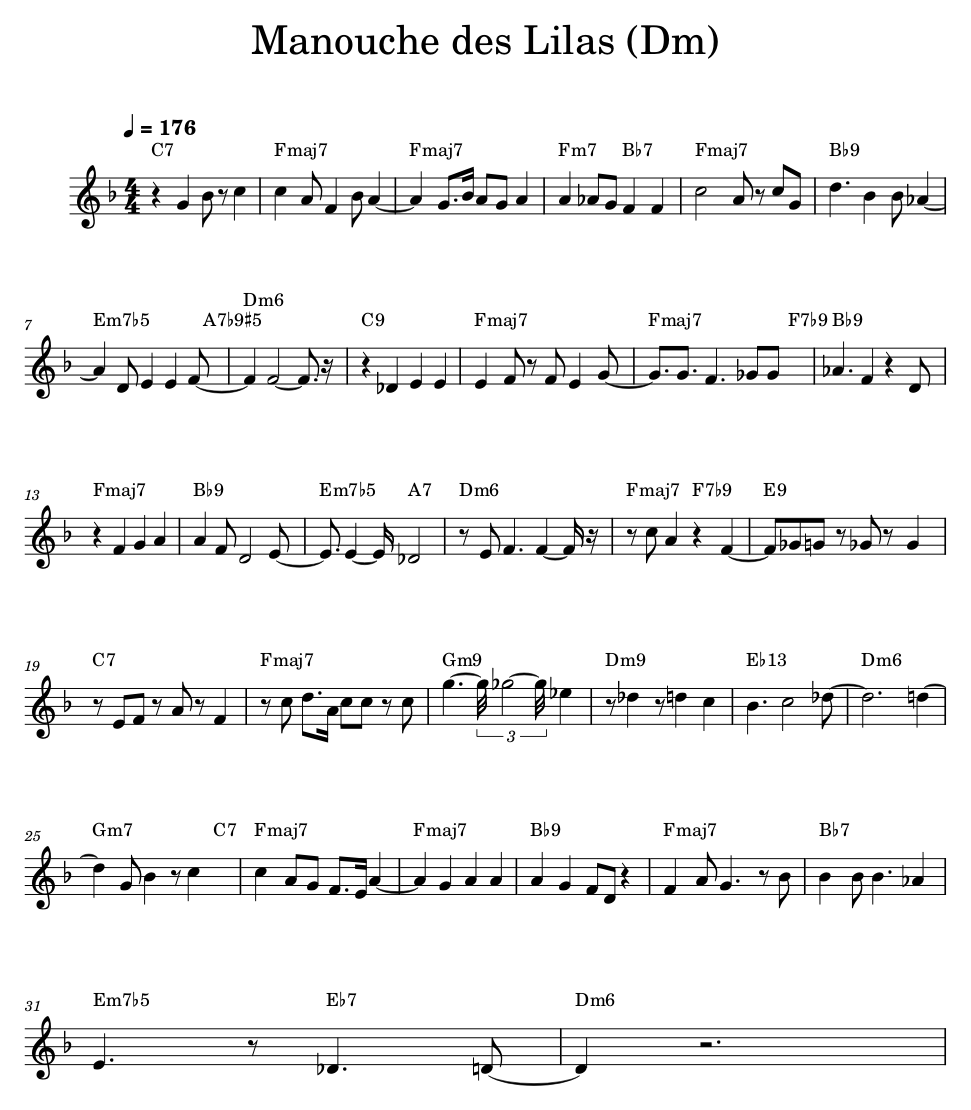 Manouche des Lilas (Dm)
♩ = 176
C7 Fmaj7 Fmaj7 Fm7 B♭7 Fmaj7 B♭9
4/4
7 Em7♭5 A7♭9♯5 Dm6 C9 Fmaj7 Fmaj7 F7♭9 B♭9
13 Fmaj7 B♭9 Em7♭5 A7 Dm6 Fmaj7 F7♭9 E9
19 C7 Fmaj7 Gm9 Dm9 E♭13 Dm6
3
25 Gm7 C7 Fmaj7 Fmaj7 B♭9 Fmaj7 B♭7
31 Em7♭5 E♭7 Dm6